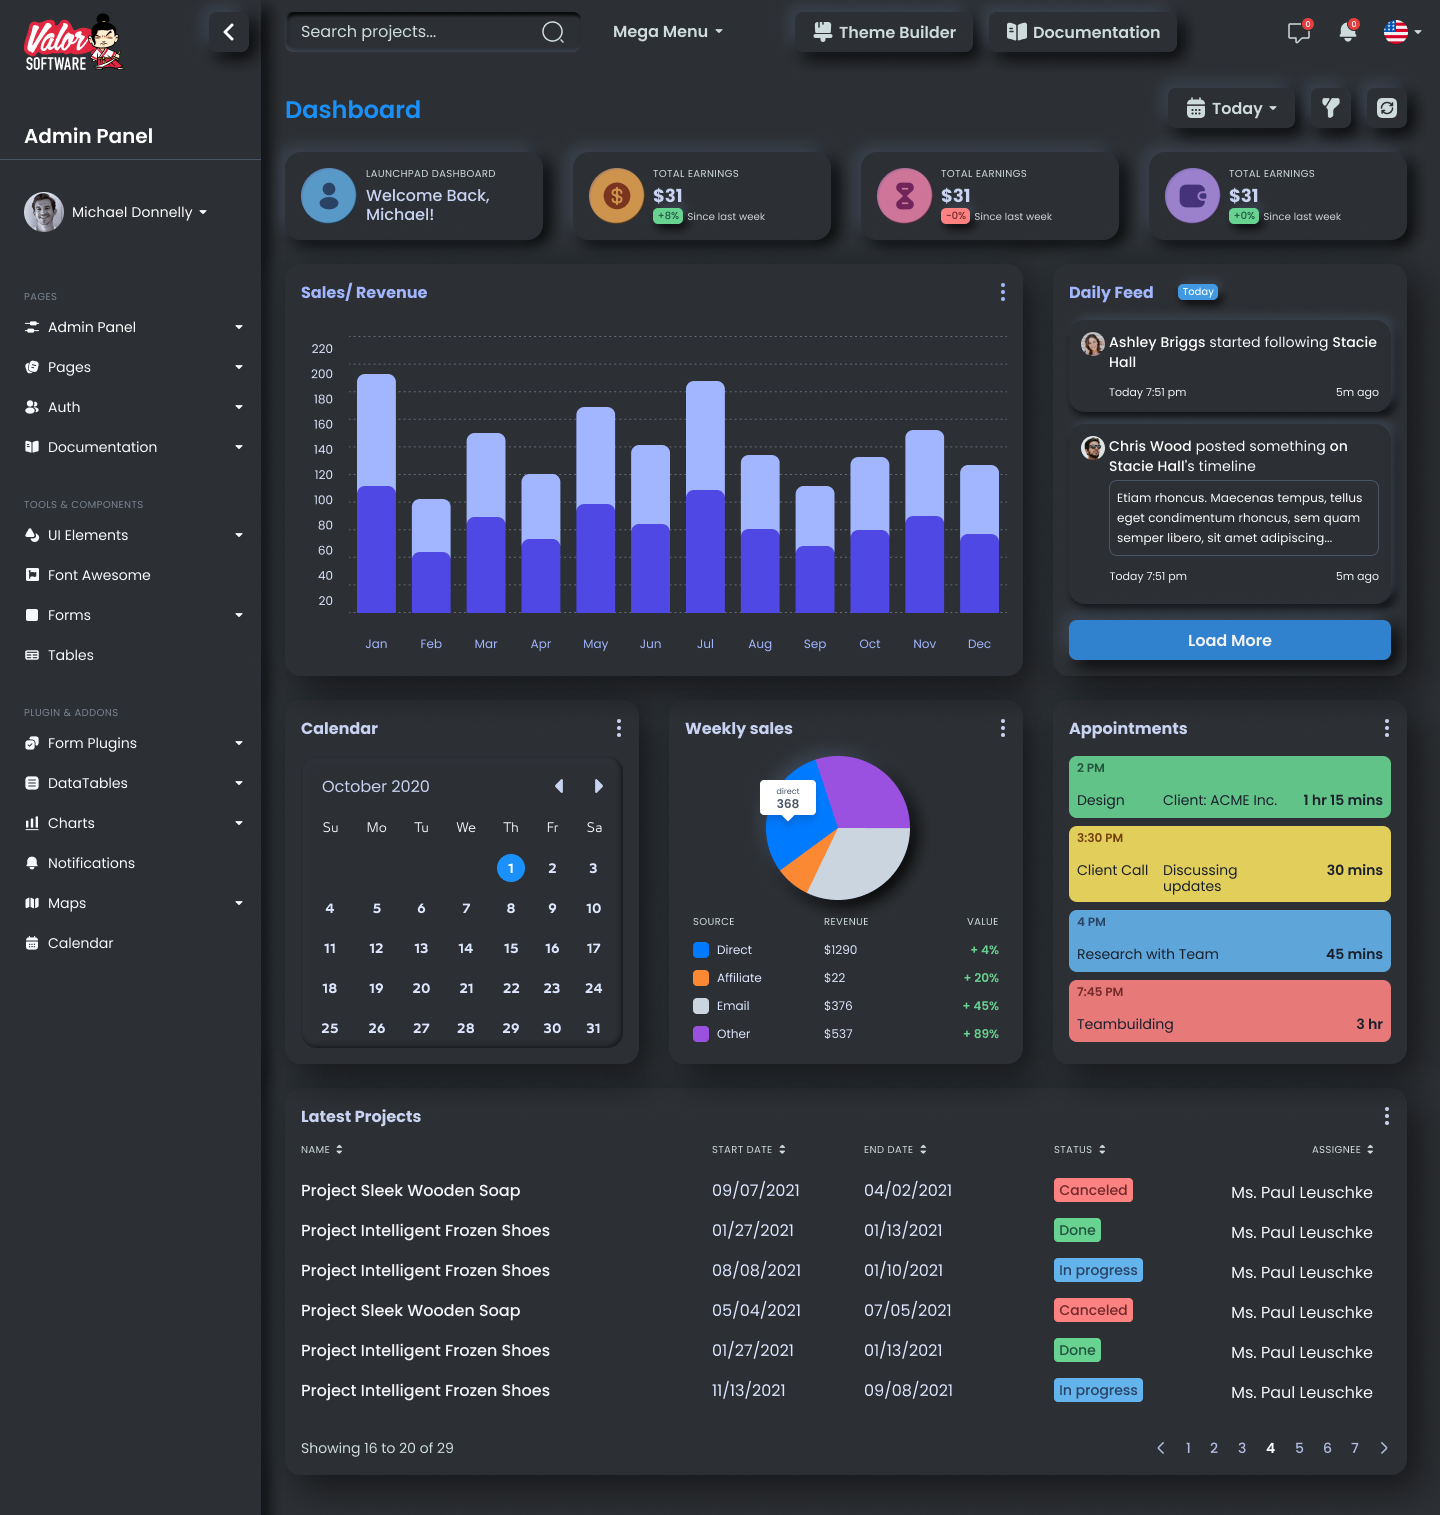 Valor
SOFTWARE
Search projects...
Mega Menu
Theme Builder
Documentation
0
0
Admin Panel
Michael Donnelly
PAGES
Admin Panel
Pages
Auth
Documentation
TOOLS & COMPONENTS
UI Elements
Font Awesome
Forms
Tables
PLUGIN & ADDONS
Form Plugins
DataTables
Charts
Notifications
Maps
Calendar
Dashboard
Today
LAUNCHPAD DASHBOARD
Welcome Back,
Michael!
$
TOTAL EARNINGS
$31
+8% Since last week
TOTAL EARNINGS
$31
-0% Since last week
TOTAL EARNINGS
$31
+0% Since last week
Sales/ Revenue
220
200
180
160
140
120
100
80
60
40
20
Jan Feb Mar Apr May Jun Jul Aug Sep Oct Nov Dec
Daily Feed Today
Ashley Briggs started following Stacie
Hall
Today 7:51 pm 5m ago
Chris Wood posted something on
Stacie Hall's timeline
Etiam rhoncus. Maecenas tempus, tellus
eget condimentum rhoncus, sem quam
semper libero, sit amet adipiscing...
Today 7:51 pm 5m ago
Load More
Calendar
October 2020
Su Mo Tu We Th Fr Sa
1 2 3
4 5 6 7 8 9 10
11 12 13 14 15 16 17
18 19 20 21 22 23 24
25 26 27 28 29 30 31
Weekly sales
direct
368
SOURCE REVENUE VALUE
Direct $1290 + 4%
Affiliate $22 + 20%
Email $376 + 45%
Other $537 + 89%
Appointments
2 PM
Design Client: ACME Inc. 1 hr 15 mins
3:30 PM
Client Call Discussing 30 mins
updates
4 PM
Research with Team 45 mins
7:45 PM
Teambuilding 3 hr
Latest Projects
NAME START DATE END DATE STATUS ASSIGNEE
Project Sleek Wooden Soap 09/07/2021 04/02/2021 Canceled Ms. Paul Leuschke
Project Intelligent Frozen Shoes 01/27/2021 01/13/2021 Done Ms. Paul Leuschke
Project Intelligent Frozen Shoes 08/08/2021 01/10/2021 In progress Ms. Paul Leuschke
Project Sleek Wooden Soap 05/04/2021 07/05/2021 Canceled Ms. Paul Leuschke
Project Intelligent Frozen Shoes 01/27/2021 01/13/2021 Done Ms. Paul Leuschke
Project Intelligent Frozen Shoes 11/13/2021 09/08/2021 In progress Ms. Paul Leuschke
Showing 16 to 20 of 29
1 2 3 4 5 6 7